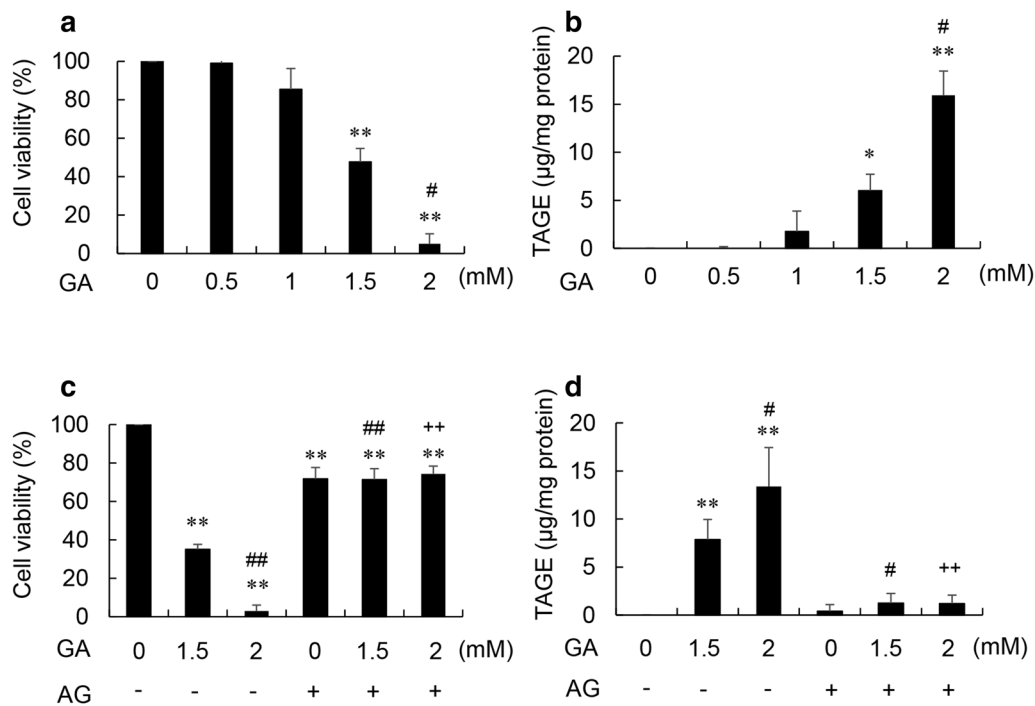 a
Cell viability (%)
100
80
60
40
20
0
**
#
**
GA 0 0.5 1 1.5 2 (mM)
b
TAGE (μg/mg protein)
20
15
10
5
0
*
#
**
GA 0 0.5 1 1.5 2 (mM)
c
Cell viability (%)
100
80
60
40
20
0
**
##
**
**
##
**
++
**
GA 0 1.5 2 0 1.5 2 (mM)
AG - - - + + +
d
TAGE (μg/mg protein)
20
15
10
5
0
**
#
**
#
++
GA 0 1.5 2 0 1.5 2 (mM)
AG - - - + + +